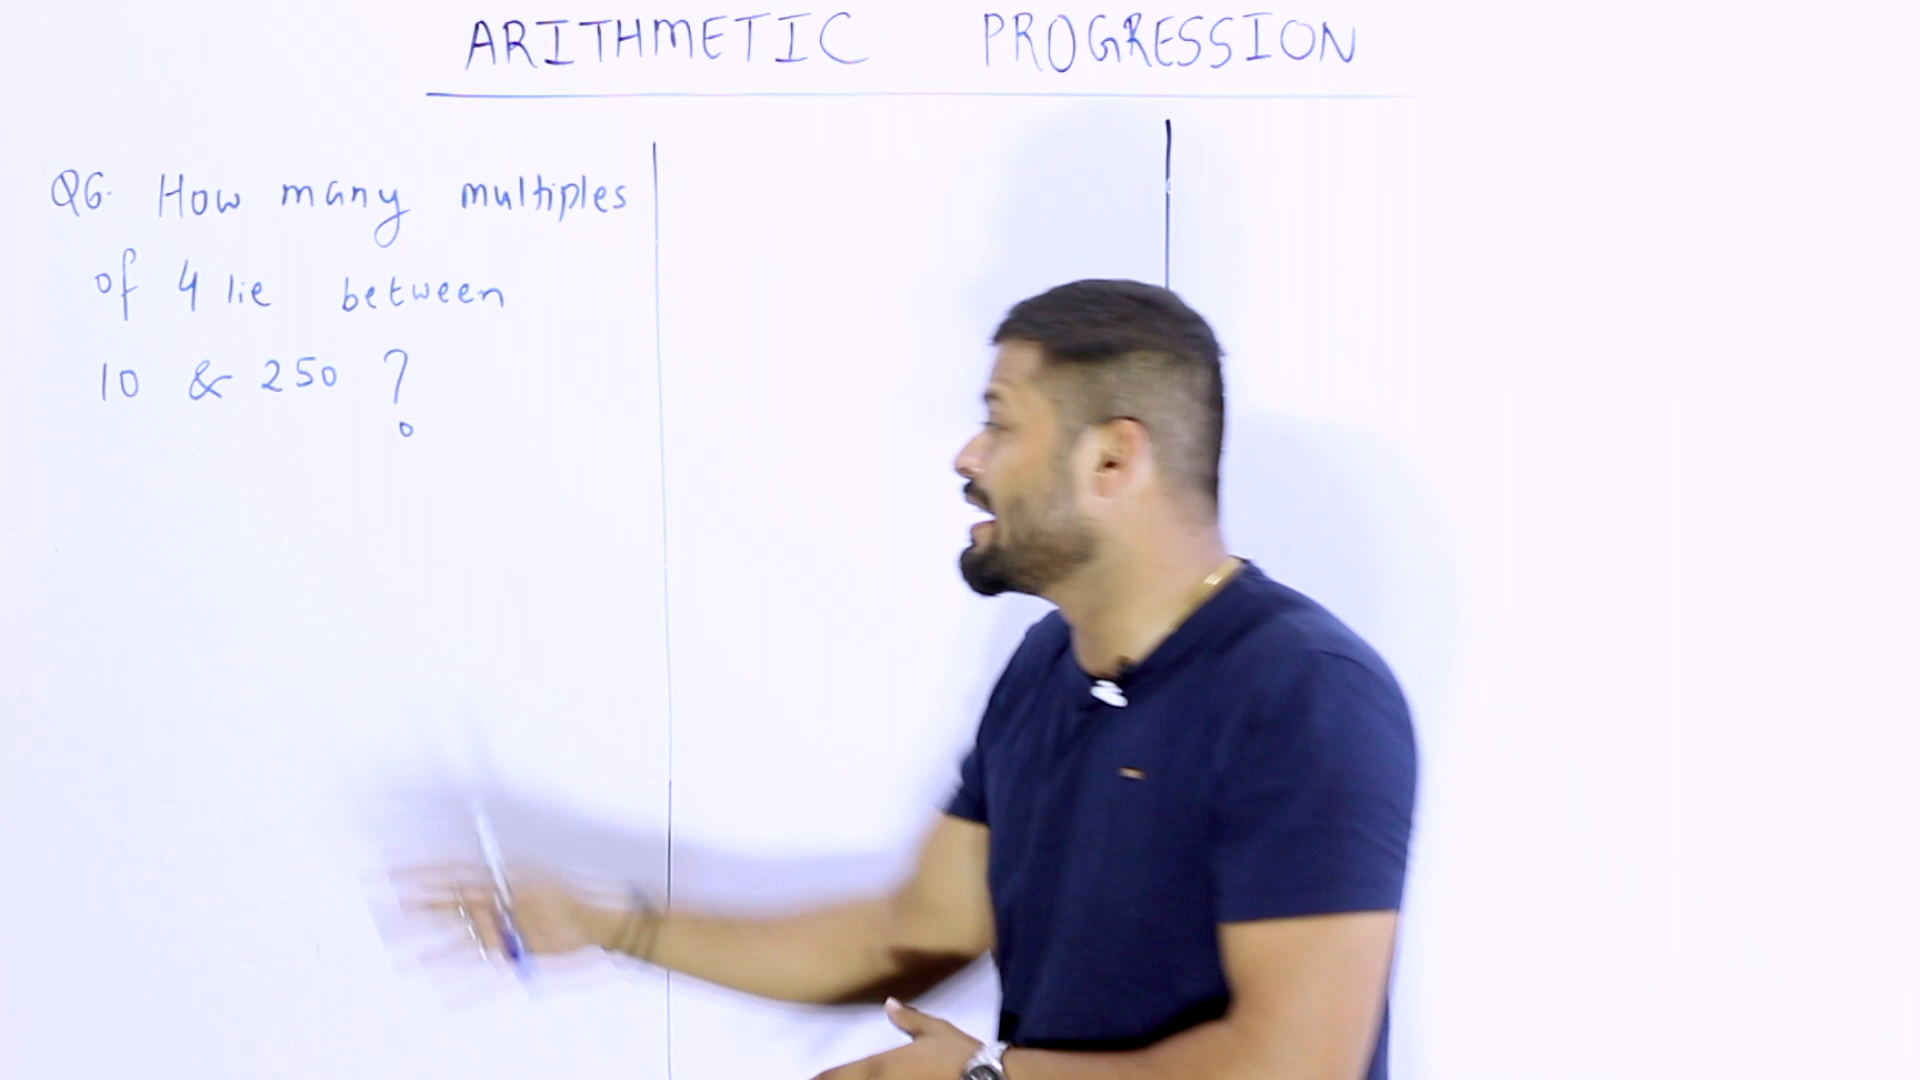 ARITHMETIC PROGRESSION
Q6. How many multiples
of 4 lie between
10 & 250 ?